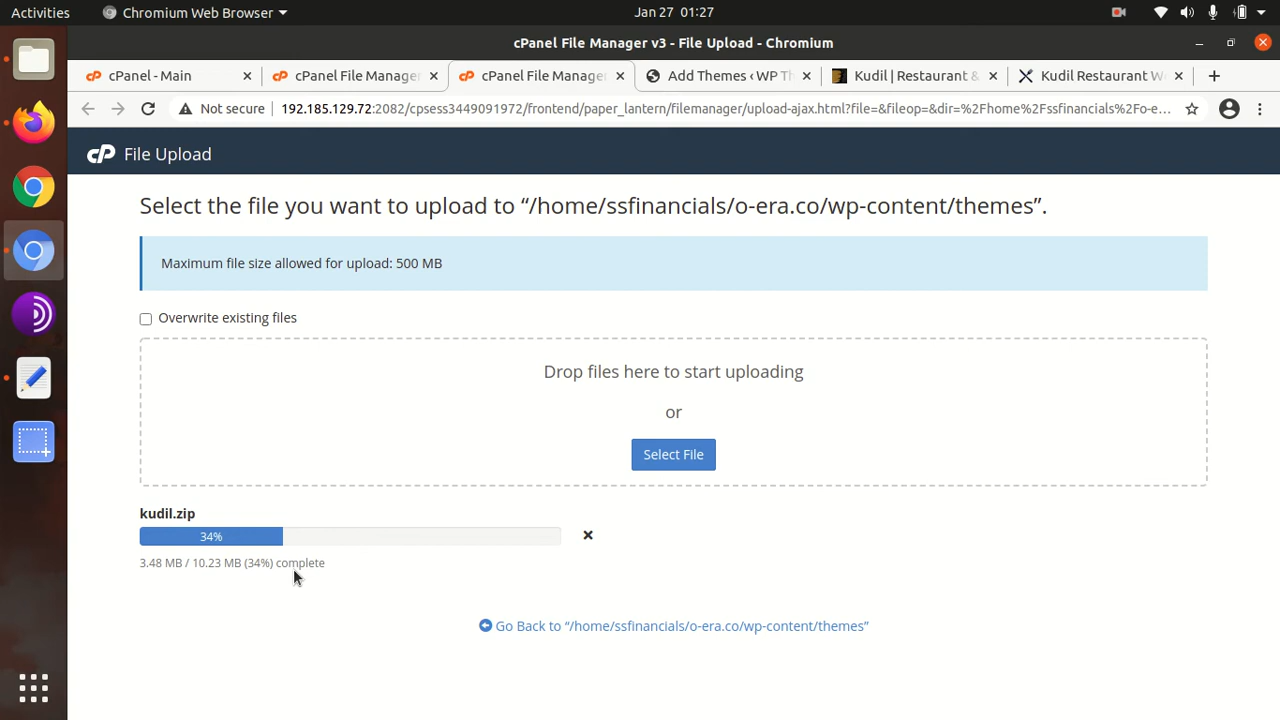 Activities
Chromium Web Browser
Jan 27 01:27
cPanel File Manager v3 - File Upload - Chromium
cPanel - Main
cPanel File Manager
cPanel File Manager
Add Themes ‹ WP Th
Kudil | Restaurant &
Kudil Restaurant W
Not secure
192.185.129.72:2082/cpsess3449091972/frontend/paper_lantern/filemanager/upload-ajax.html?file=&fileop=&dir=%2Fhome%2Fssfinancials%2Fo-e...
cP File Upload
Select the file you want to upload to “/home/ssfinancials/o-era.co/wp-content/themes”.
Maximum file size allowed for upload: 500 MB
Overwrite existing files
Drop files here to start uploading
or
Select File
kudil.zip
34%
3.48 MB / 10.23 MB (34%) complete
Go Back to “/home/ssfinancials/o-era.co/wp-content/themes”